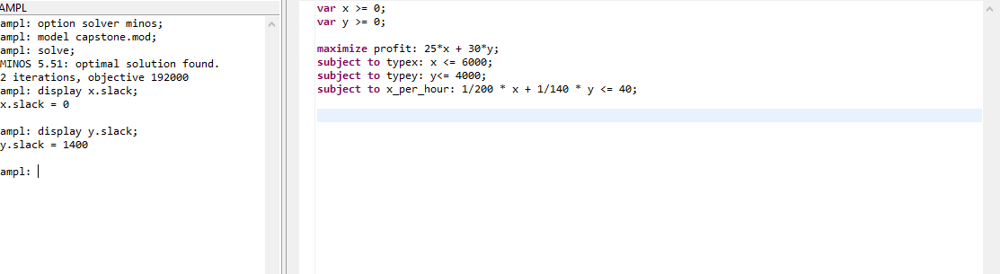 AMPL
ampl: option solver minos;
ampl: model capstone.mod;
ampl: solve;
MINOS 5.51: optimal solution found.
2 iterations, objective 192000
ampl: display x.slack;
x.slack = 0
ampl: display y.slack;
y.slack = 1400
ampl:
var x >= 0;
var y >= 0;
maximize profit: 25*x + 30*y;
subject to typex: x <= 6000;
subject to typey: y<= 4000;
subject to x_per_hour: 1/200 * x + 1/140 * y <= 40;